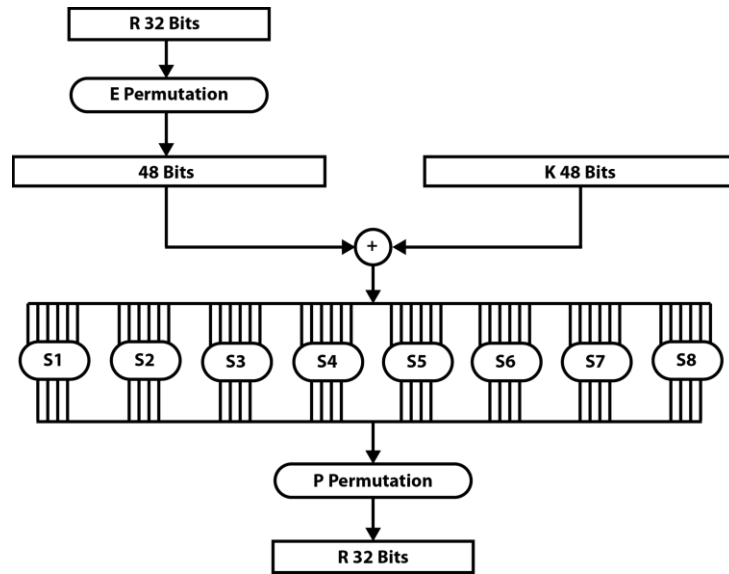 R 32 Bits
E Permutation
48 Bits K 48 Bits
+
S1 S2 S3 S4 S5 S6 S7 S8
P Permutation
R 32 Bits